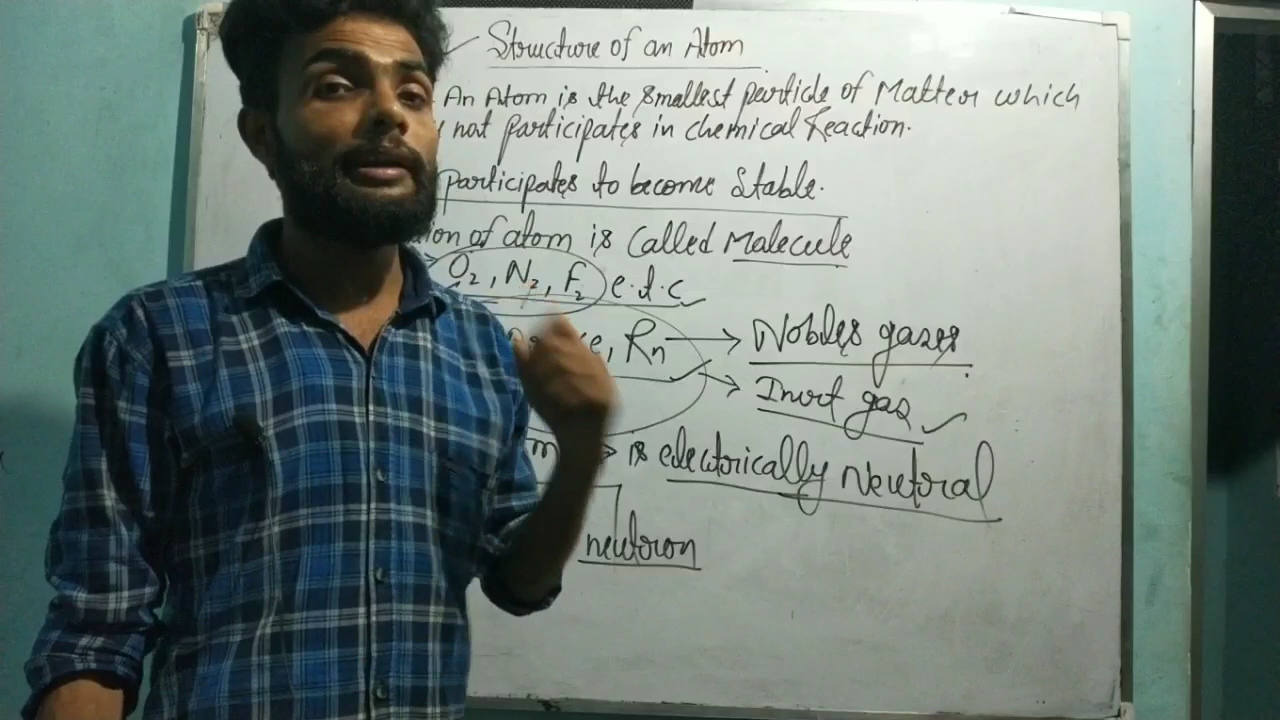 Structure of an Atom
An Atom is the smallest particle of Matter which
not participates in chemical Reaction.
participates to become Stable.
tion of atom is Called Malecule
O2, N2, F2 e.t.c
e, Rn → Nobles gases
→ Inert gas
m → is electrically Neutral
neutron